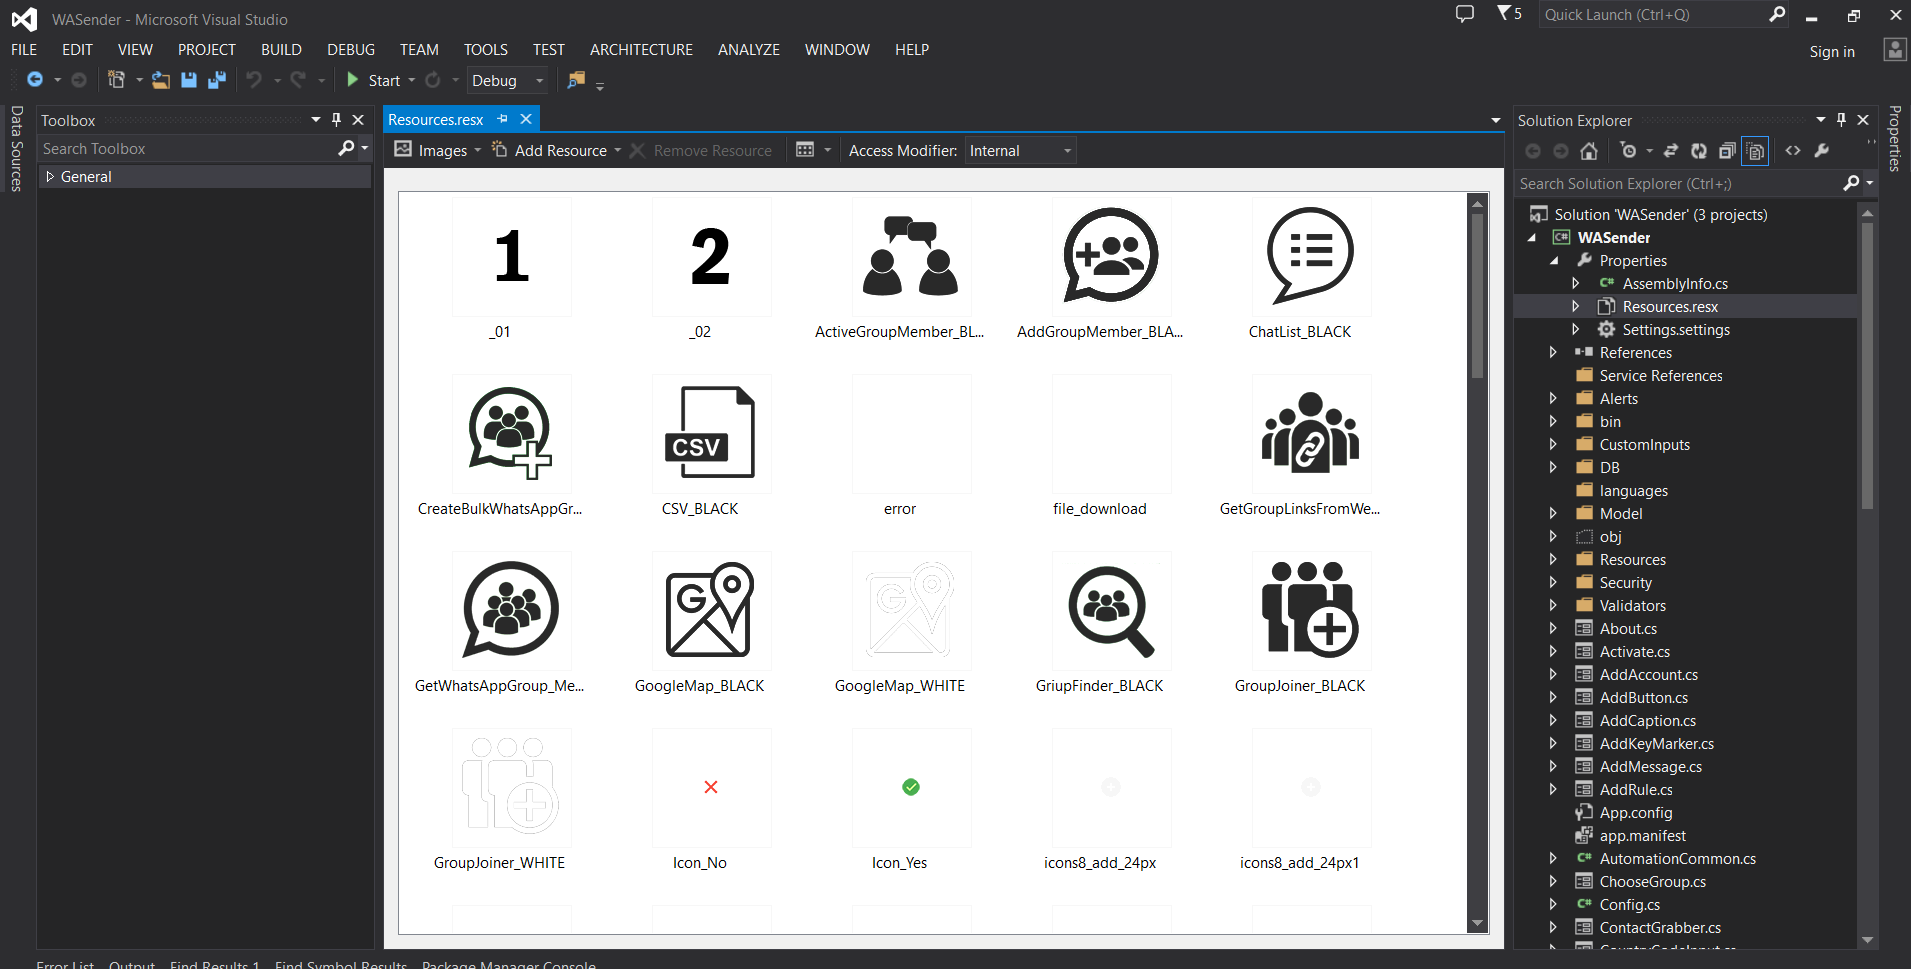 WASender - Microsoft Visual Studio
5
Quick Launch (Ctrl+Q)
FILE EDIT VIEW PROJECT BUILD DEBUG TEAM TOOLS TEST ARCHITECTURE ANALYZE WINDOW HELP
Sign in
Start Debug
Data Sources
Toolbox
Search Toolbox
General
Resources.resx
Images Add Resource Remove Resource Access Modifier: Internal
1 2
_01 _02 ActiveGroupMember_BL... AddGroupMember_BLA... ChatList_BLACK
CSV
CreateBulkWhatsAppGr... CSV_BLACK error file_download GetGroupLinksFromWe...
G G
GetWhatsAppGroup_Me... GoogleMap_BLACK GoogleMap_WHITE GriupFinder_BLACK GroupJoiner_BLACK
GroupJoiner_WHITE Icon_No Icon_Yes icons8_add_24px icons8_add_24px1
Solution Explorer
Search Solution Explorer (Ctrl+;)
Solution 'WASender' (3 projects)
C# WASender
Properties
C# AssemblyInfo.cs
Resources.resx
Settings.settings
References
Service References
Alerts
bin
CustomInputs
DB
languages
Model
obj
Resources
Security
Validators
About.cs
Activate.cs
AddAccount.cs
AddButton.cs
AddCaption.cs
AddKeyMarker.cs
AddMessage.cs
AddRule.cs
App.config
app.manifest
C# AutomationCommon.cs
ChooseGroup.cs
C# Config.cs
ContactGrabber.cs
CountryCodeInput.cs
Properties
Error List Output Find Results 1 Find Symbol Results Package Manager Console